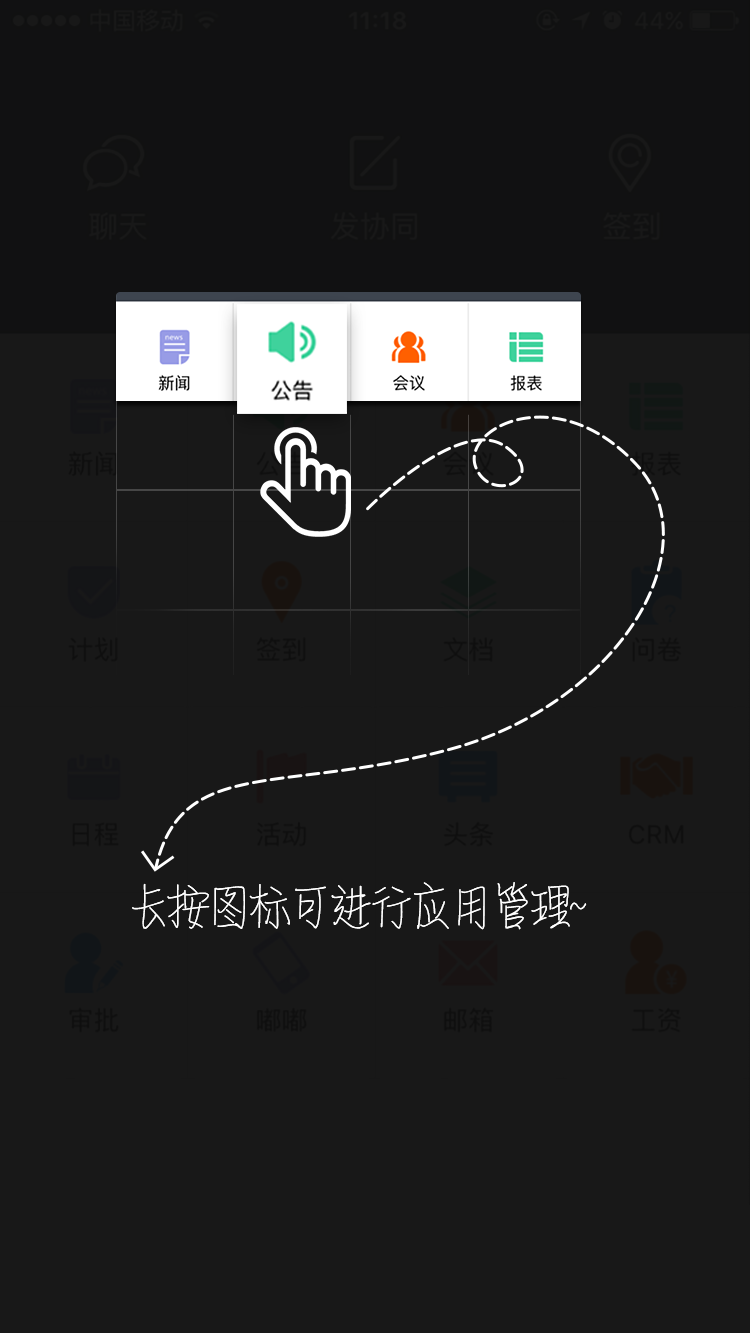 中国移动 11:18 44%
聊天 发协同 签到
news
新闻 公告 会议 报表
新闻 公告 会议 报表
计划 签到 文档 问卷
日程 活动 头条 CRM
长按图标可进行应用管理~
审批 嘟嘟 邮箱 工资